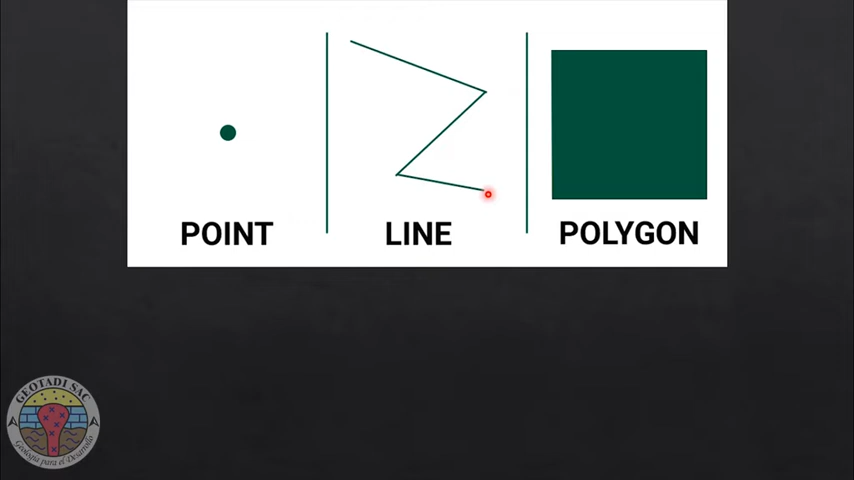 POINT
LINE
POLYGON
GEOTADI SAC
Geología para el Desarrollo